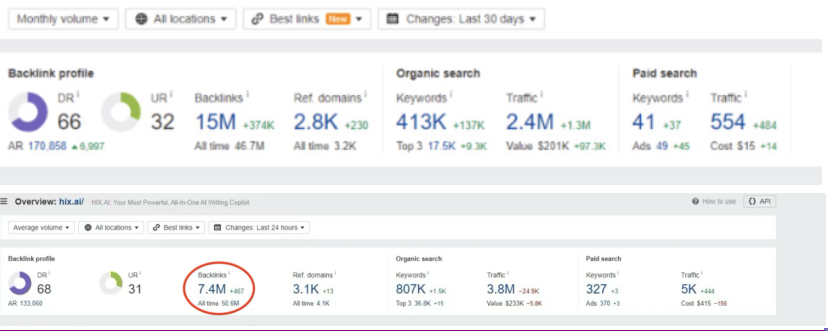 Monthly volume All locations Best links New Changes: Last 30 days
Backlink profile Organic search Paid search
DR UR Backlinks Ref. domains Keywords Traffic Keywords Traffic
66 32 15M +374K 2.8K +230 413K +137K 2.4M +1.3M 41 +37 554 +484
AR 170,858 6,997 All time 46.7M All time 3.2K Top 3 17.5K +9.3K Value $201K +97.3K Ads 49 +45 Cost $15 +14
Overview: hix.ai/ HIX.AI: Your Most Powerful, All-In-One AI Writing Copilot How to use {} API
Average volume All locations Best links Changes: Last 24 hours
Backlink profile Organic search Paid search
DR UR Backlinks Ref. domains Keywords Traffic Keywords Traffic
68 31 7.4M +467 3.1K +13 807K +1.5K 3.8M −24.9K 327 +3 5K +444
AR 133,060 All time 50.6M All time 4.1K Top 3 36.8K +15 Value $233K −5.8K Ads 370 +3 Cost $415 −156